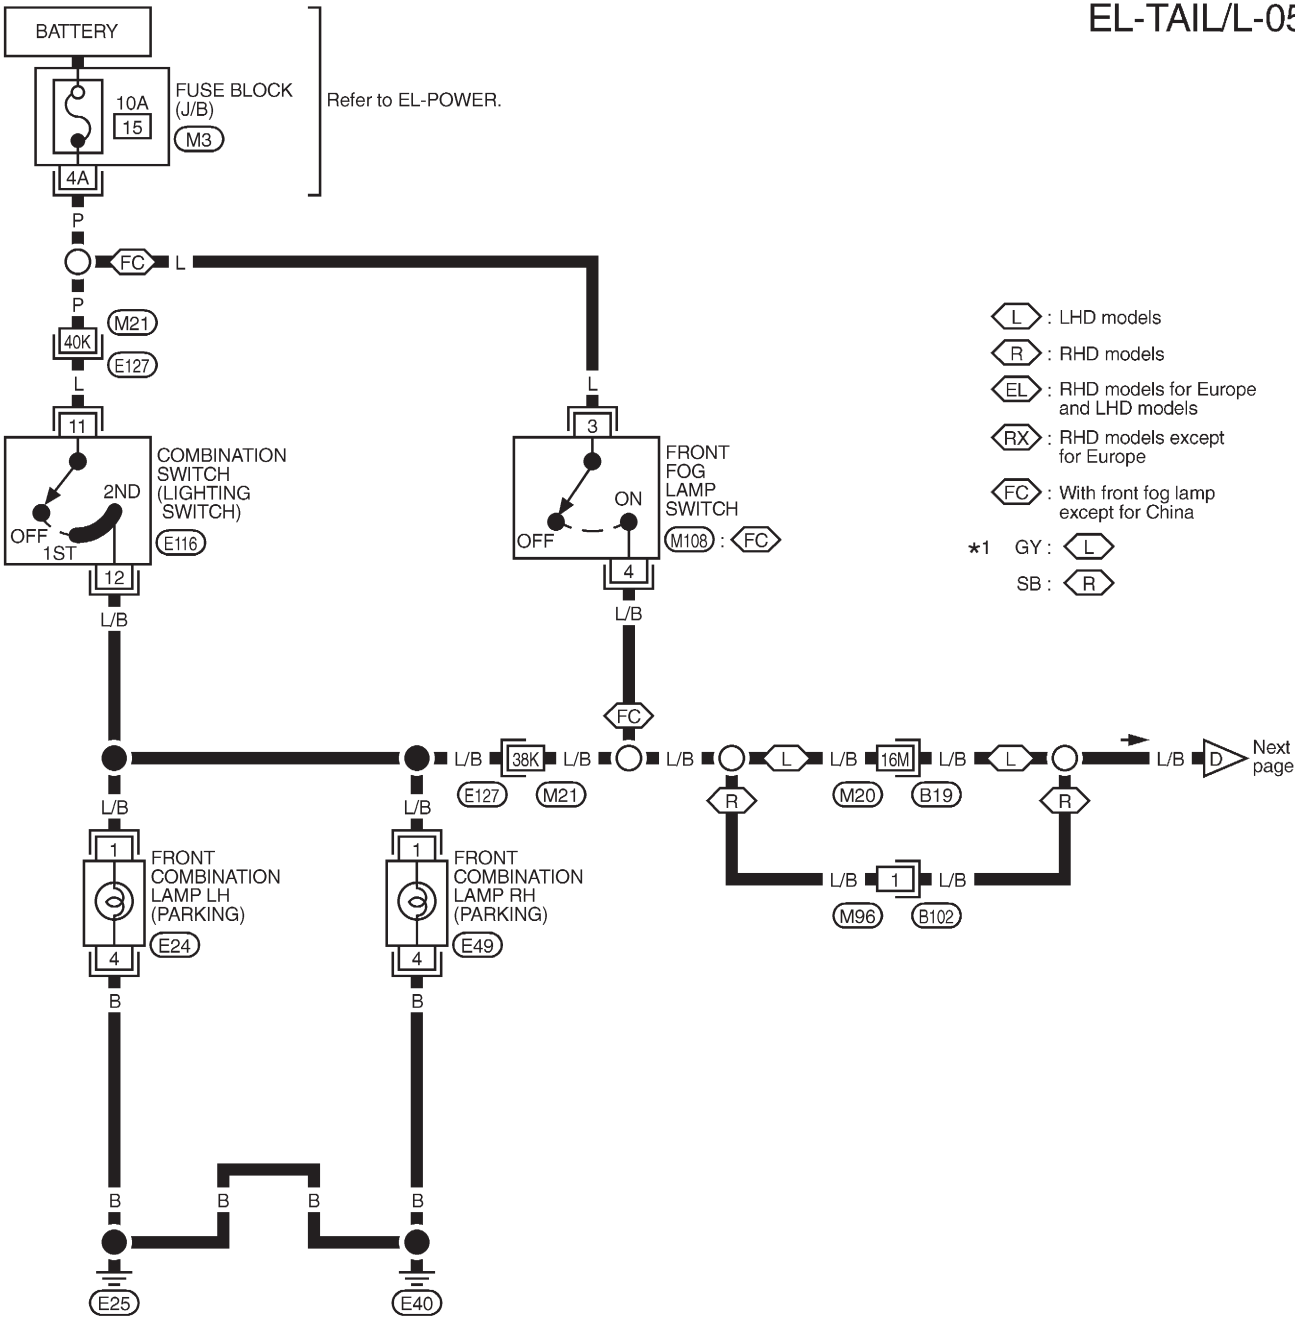 EL-TAIL/L-05
BATTERY
10A
15
FUSE BLOCK
(J/B)
M3
Refer to EL-POWER.
4A
P
FC
L
P
M21
40K
E127
L
L
11
3
COMBINATION
SWITCH
(LIGHTING
SWITCH)
E116
OFF
1ST
2ND
12
L/B
FRONT
FOG
LAMP
SWITCH
M108 : FC
OFF
ON
4
L/B
FC
L : LHD models
R : RHD models
EL : RHD models for Europe
and LHD models
RX : RHD models except
for Europe
FC : With front fog lamp
except for China
*1 GY : L
SB : R
L/B 38K L/B L/B L L/B 16M L/B L L/B D
Next
page
E127 M21 M20 B19
R R
L/B L/B
L/B 1 L/B
M96 B102
1
FRONT
COMBINATION
LAMP LH
(PARKING)
E24
4
1
FRONT
COMBINATION
LAMP RH
(PARKING)
E49
4
B B
B B B B
E25 E40